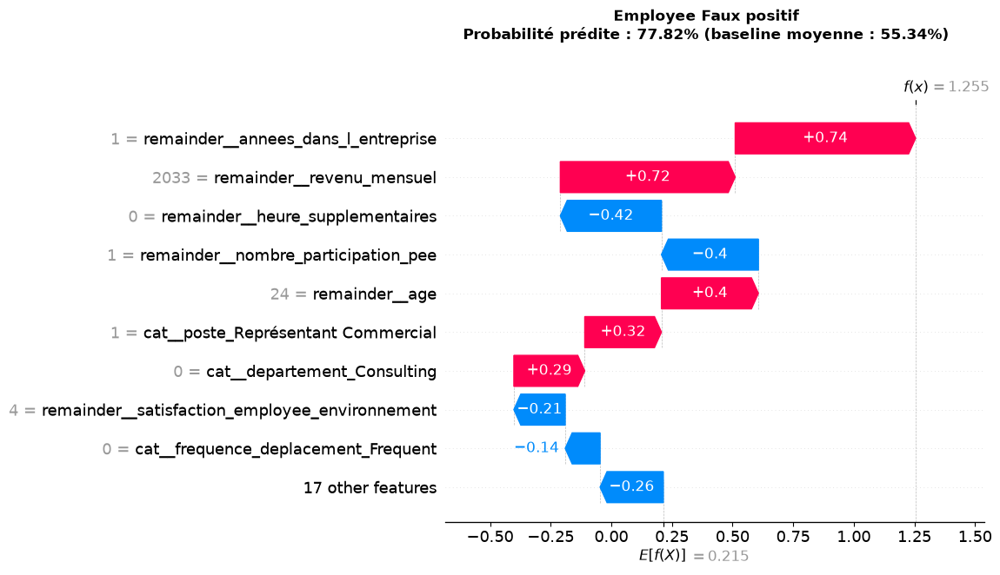 Employee Faux positif
Probabilité prédite : 77.82% (baseline moyenne : 55.34%)
f(x) = 1.255
1 = remainder__annees_dans_l_entreprise +0.74
2033 = remainder__revenu_mensuel +0.72
0 = remainder__heure_supplementaires −0.42
1 = remainder__nombre_participation_pee −0.4
24 = remainder__age +0.4
1 = cat__poste_Représentant Commercial +0.32
0 = cat__departement_Consulting +0.29
4 = remainder__satisfaction_employee_environnement −0.21
0 = cat__frequence_deplacement_Frequent −0.14
17 other features −0.26
−0.50 −0.25 0.00 0.25 0.50 0.75 1.00 1.25 1.50
E[f(X)] = 0.215